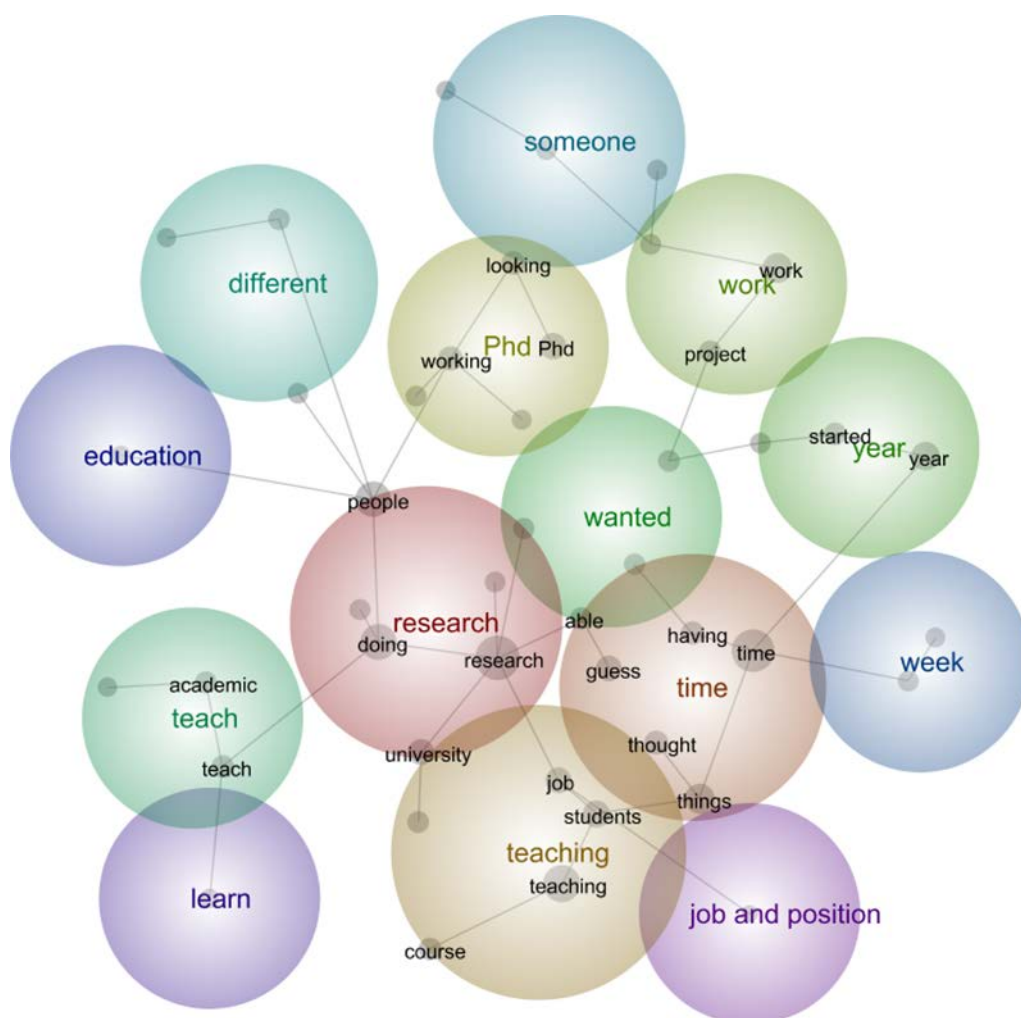 someone
looking
different
work
work
Phd
Phd
working
project
started
year
year
education
people
wanted
research
able
doing
research
having
time
guess
time
week
academic
teach
teach
thought
university
job
things
students
teaching
teaching
learn
job and position
course